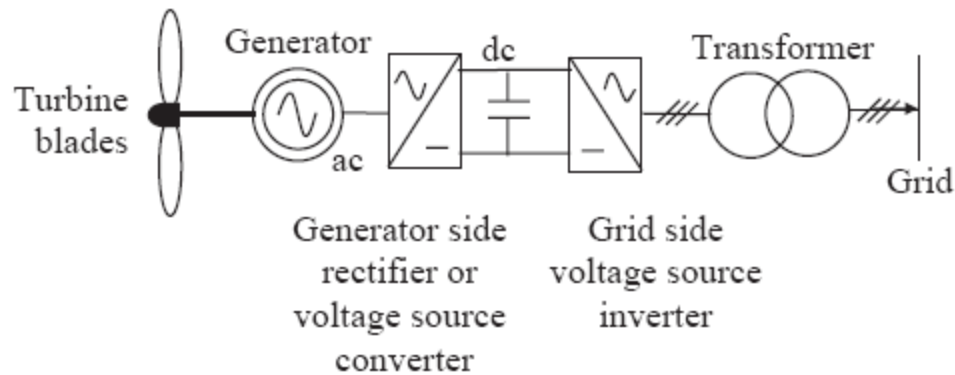 Generator
dc
Transformer
Turbine
blades
ac
Grid
Generator side
rectifier or
voltage source
converter
Grid side
voltage source
inverter